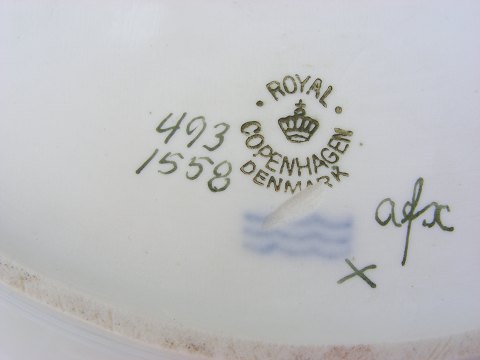 ROYAL
COPENHAGEN
DENMARK
493
1558
afx
x